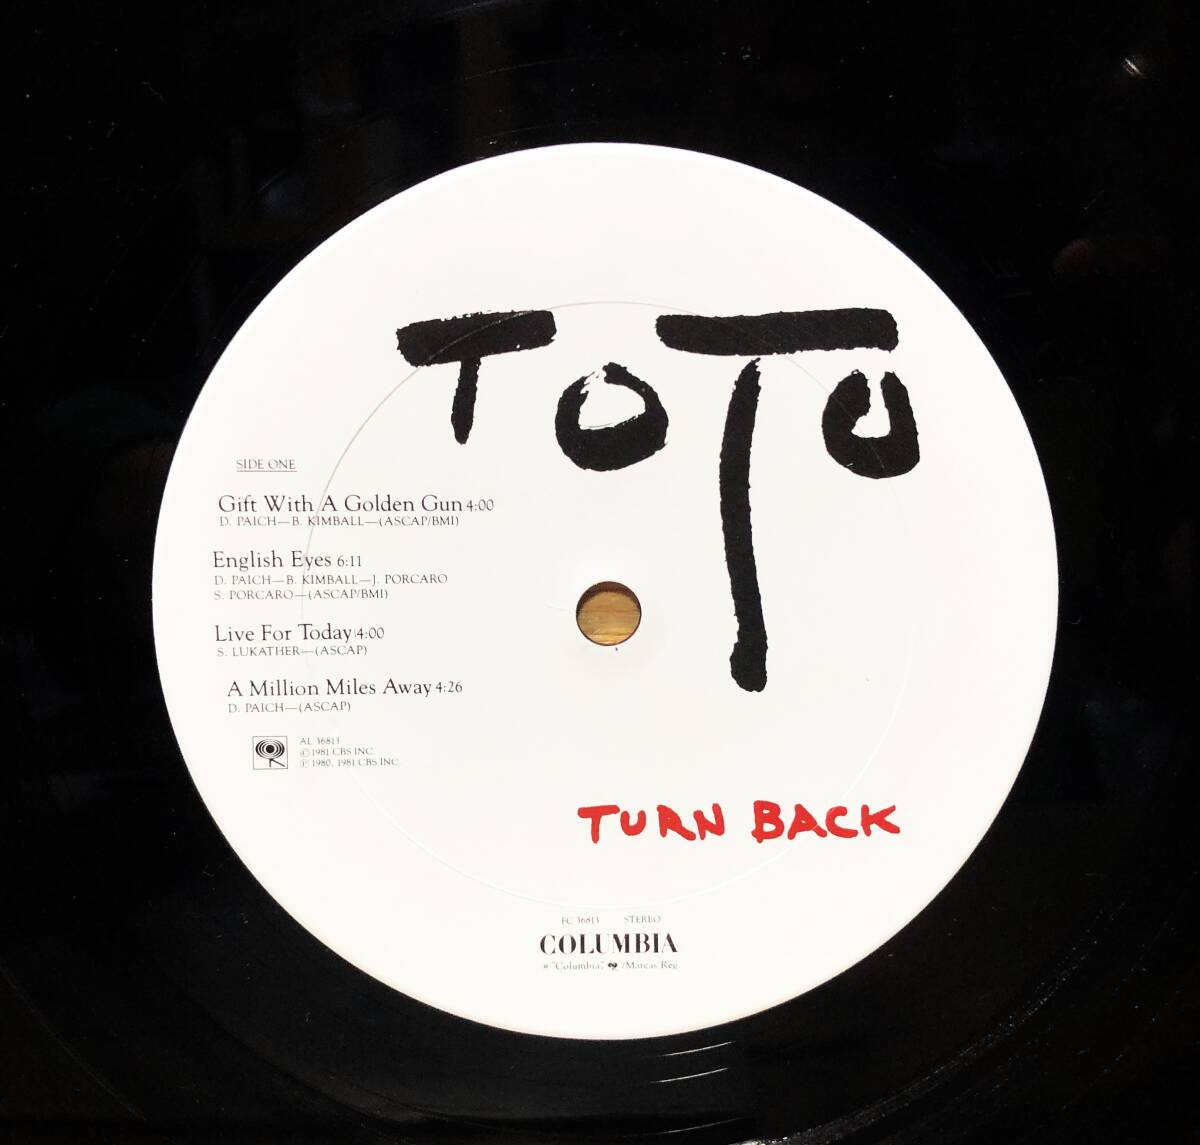 TOTO
SIDE ONE
Gift With A Golden Gun 4:00
D. PAICH—B. KIMBALL—(ASCAP/BMI)
English Eyes 6:11
D. PAICH—B. KIMBALL—J. PORCARO
S. PORCARO—(ASCAP/BMI)
Live For Today 4:00
S. LUKATHER—(ASCAP)
A Million Miles Away 4:26
D. PAICH—(ASCAP)
AL 36813
© 1981 CBS INC.
℗ 1980, 1981 CBS INC.
TURN BACK
FC 36813 STEREO
COLUMBIA
"Columbia", /Marcas Reg.